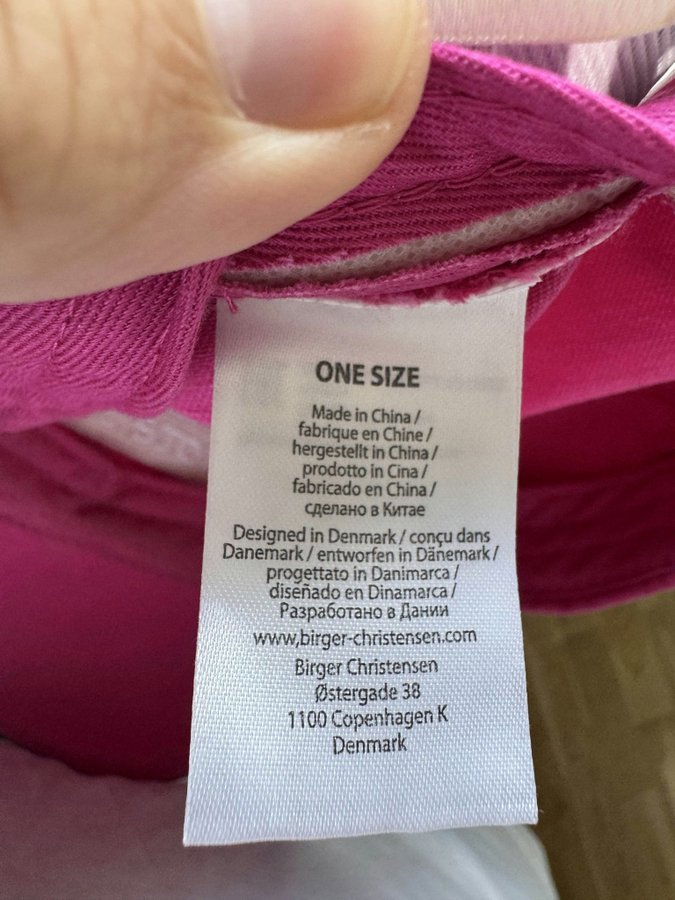 ONE SIZE
Made in China /
fabrique en Chine /
hergestellt in China /
prodotto in Cina /
fabricado en China /
сделано в Китае
Designed in Denmark / conçu dans
Danemark / entworfen in Dänemark /
progettato in Danimarca /
diseñado en Dinamarca /
Разработано в Дании
www.birger-christensen.com
Birger Christensen
Østergade 38
1100 Copenhagen K
Denmark